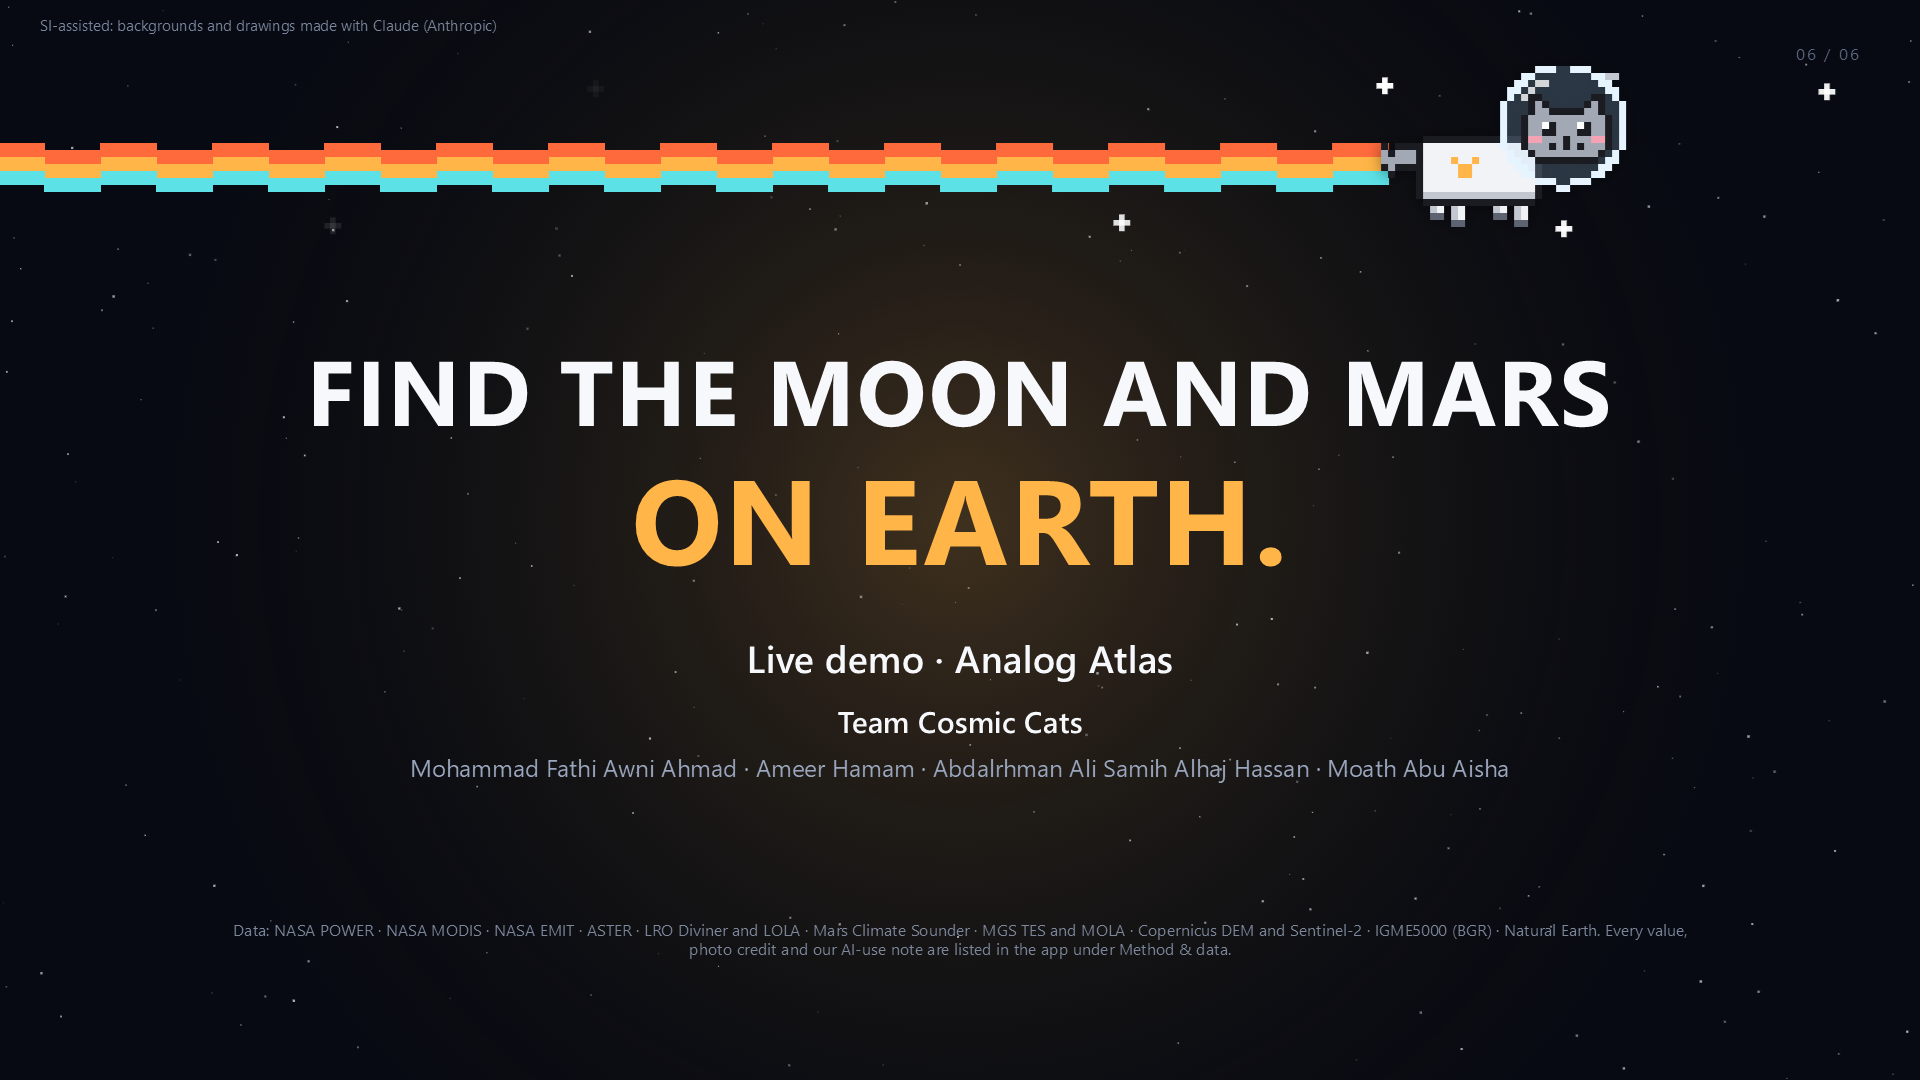 SI-assisted: backgrounds and drawings made with Claude (Anthropic)
06 / 06
FIND THE MOON AND MARS
ON EARTH.
Live demo · Analog Atlas
Team Cosmic Cats
Mohammad Fathi Awni Ahmad · Ameer Hamam · Abdalrhman Ali Samih Alhaj Hassan · Moath Abu Aisha
Data: NASA POWER · NASA MODIS · NASA EMIT · ASTER · LRO Diviner and LOLA · Mars Climate Sounder · MGS TES and MOLA · Copernicus DEM and Sentinel-2 · IGME5000 (BGR) · Natural Earth. Every value,
photo credit and our AI-use note are listed in the app under Method & data.